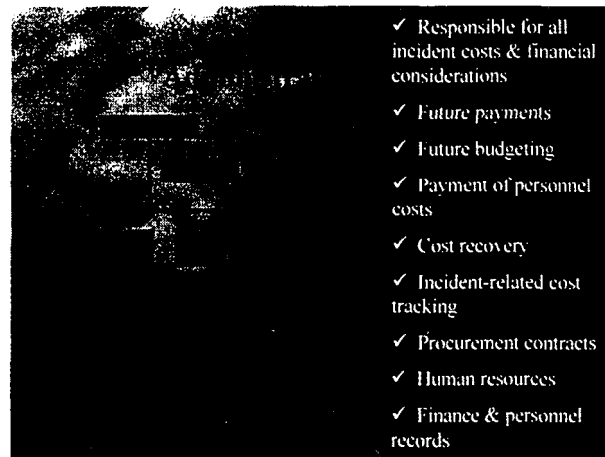 ✓ Responsible for all
incident costs & financial
considerations
✓ Future payments
✓ Future budgeting
✓ Payment of personnel
costs
✓ Cost recovery
✓ Incident-related cost
tracking
✓ Procurement contracts
✓ Human resources
✓ Finance & personnel
records